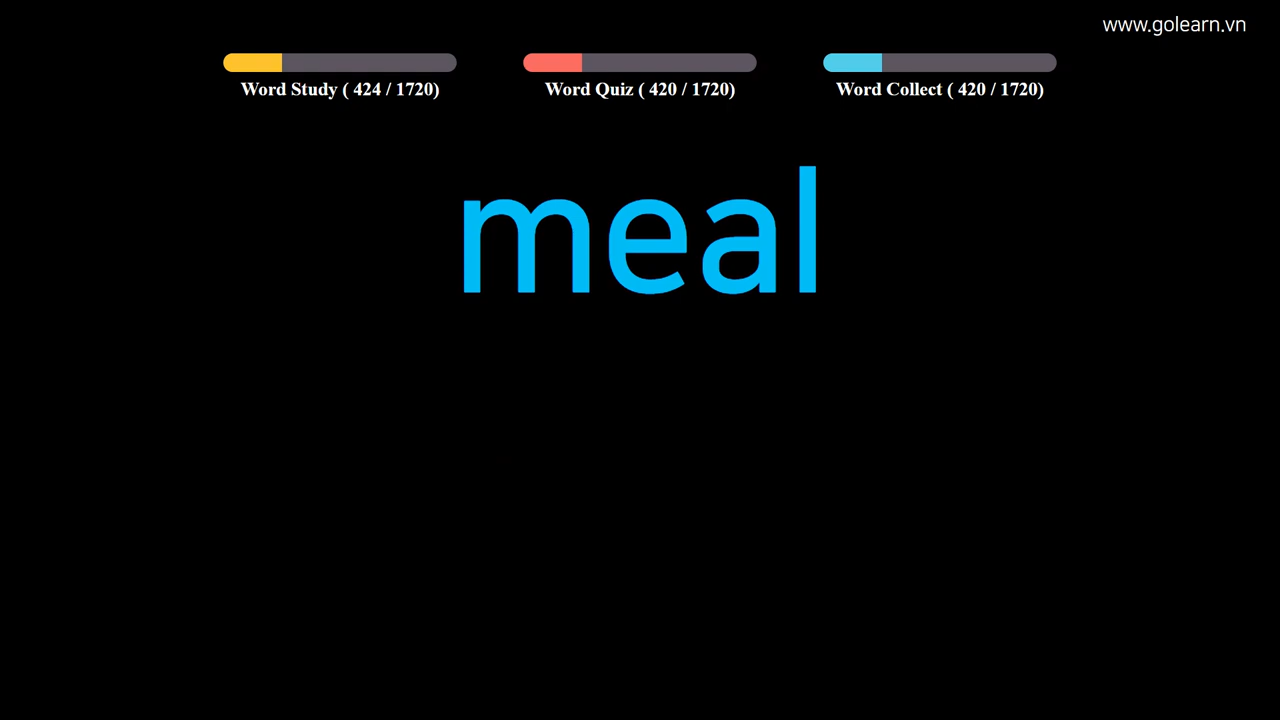 www.golearn.vn
Word Study ( 424 / 1720)
Word Quiz ( 420 / 1720)
Word Collect ( 420 / 1720)
meal